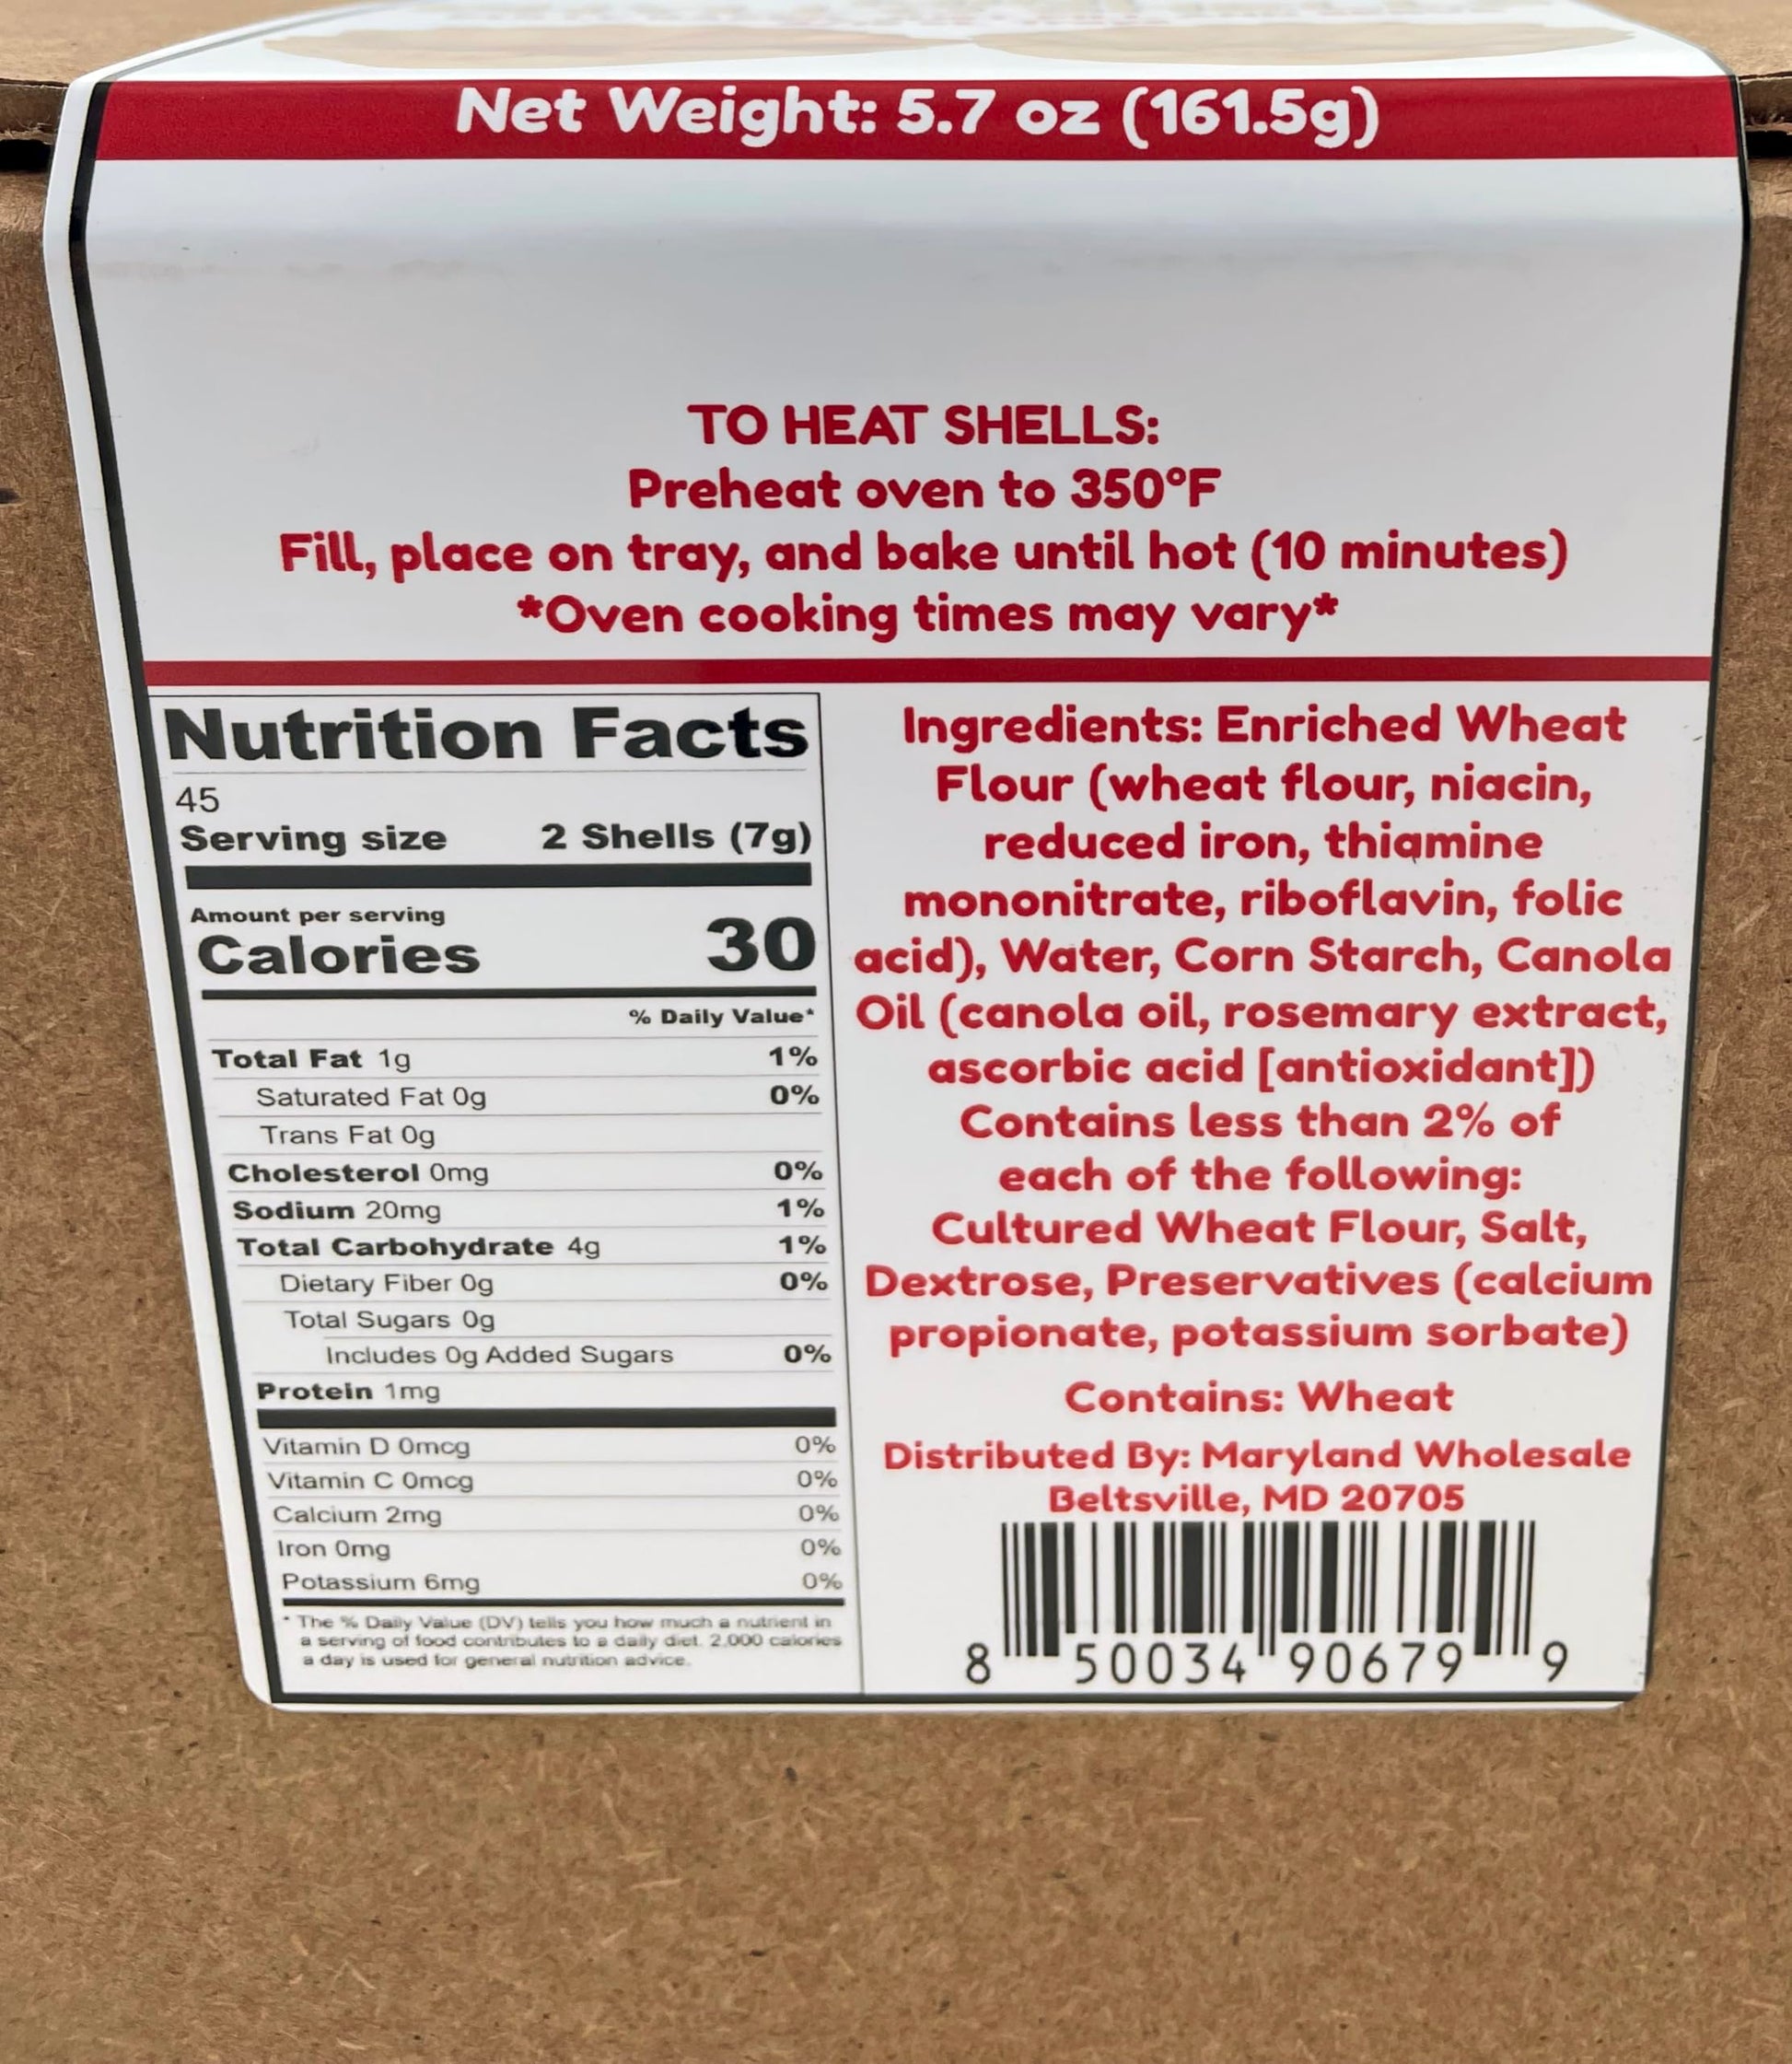 Net Weight: 5.7 oz (161.5g)
TO HEAT SHELLS:
Preheat oven to 350°F
Fill, place on tray, and bake until hot (10 minutes)
*Oven cooking times may vary*
Nutrition Facts
45
Serving size 2 Shells (7g)
Amount per serving
Calories 30
% Daily Value*
Total Fat 1g 1%
Saturated Fat 0g 0%
Trans Fat 0g
Cholesterol 0mg 0%
Sodium 20mg 1%
Total Carbohydrate 4g 1%
Dietary Fiber 0g 0%
Total Sugars 0g
Includes 0g Added Sugars 0%
Protein 1mg
Vitamin D 0mcg 0%
Vitamin C 0mcg 0%
Calcium 2mg 0%
Iron 0mg 0%
Potassium 6mg 0%
* The % Daily Value (DV) tells you how much a nutrient in
a serving of food contributes to a daily diet. 2,000 calories
a day is used for general nutrition advice.
Ingredients: Enriched Wheat
Flour (wheat flour, niacin,
reduced iron, thiamine
mononitrate, riboflavin, folic
acid), Water, Corn Starch, Canola
Oil (canola oil, rosemary extract,
ascorbic acid [antioxidant])
Contains less than 2% of
each of the following:
Cultured Wheat Flour, Salt,
Dextrose, Preservatives (calcium
propionate, potassium sorbate)
Contains: Wheat
Distributed By: Maryland Wholesale
Beltsville, MD 20705
8 50034 90679 9